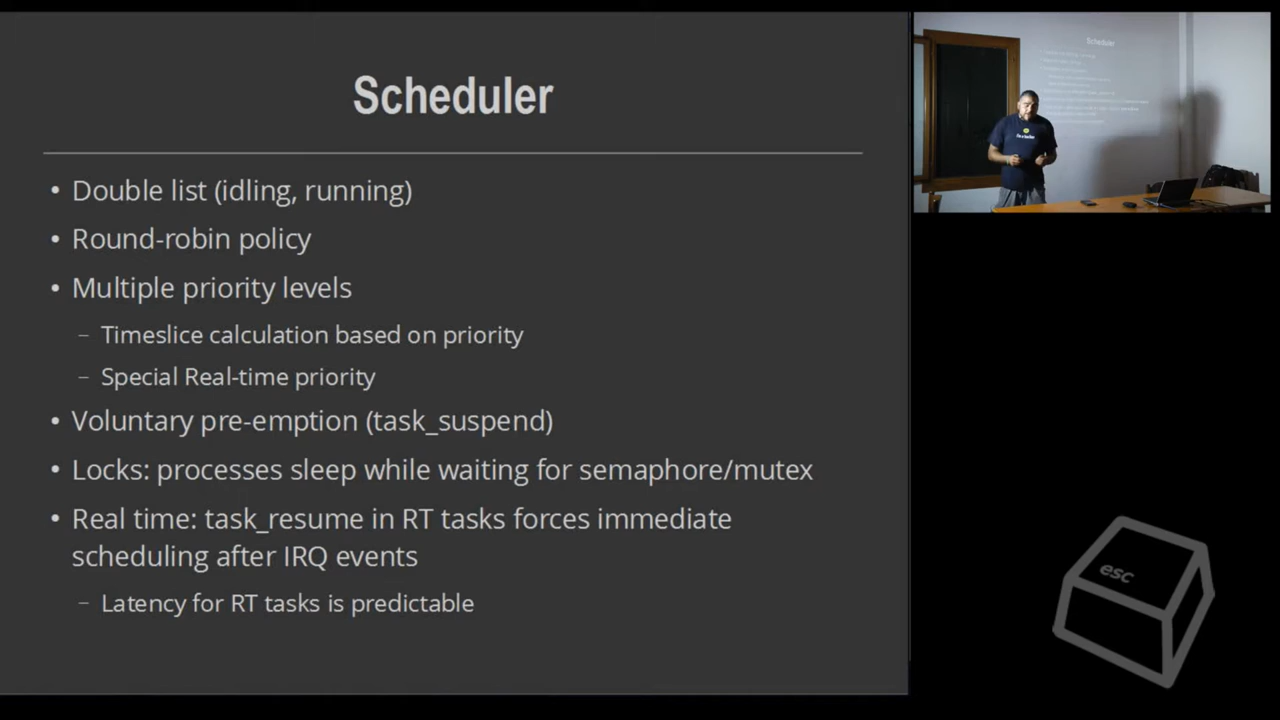 Scheduler
• Double list (idling, running)
• Round-robin policy
• Multiple priority levels
– Timeslice calculation based on priority
– Special Real-time priority
• Voluntary pre-emption (task_suspend)
• Locks: processes sleep while waiting for semaphore/mutex
• Real time: task_resume in RT tasks forces immediate
scheduling after IRQ events
– Latency for RT tasks is predictable
Scheduler
esc